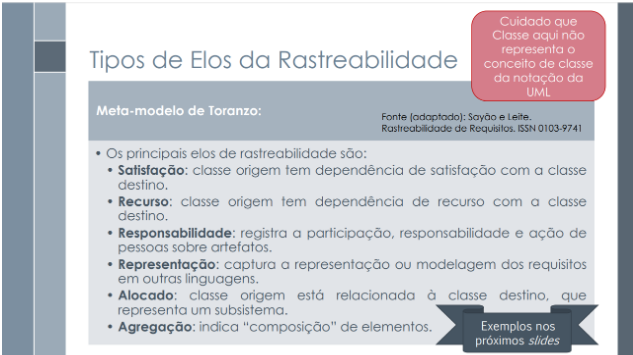 Cuidado que
Classe aqui não
representa o
conceito de classe
da notação da
UML
Tipos de Elos da Rastreabilidade
Meta-modelo de Toranzo:
Fonte (adaptado): Sayão e Leite.
Rastreabilidade de Requisitos. ISSN 0103-9741
• Os principais elos de rastreabilidade são:
• Satisfação: classe origem tem dependência de satisfação com a classe
destino.
• Recurso: classe origem tem dependência de recurso com a classe
destino.
• Responsabilidade: registra a participação, responsabilidade e ação de
pessoas sobre artefatos.
• Representação: captura a representação ou modelagem dos requisitos
em outras linguagens.
• Alocado: classe origem está relacionada à classe destino, que
representa um subsistema.
• Agregação: indica “composição” de elementos.
Exemplos nos
próximos slides